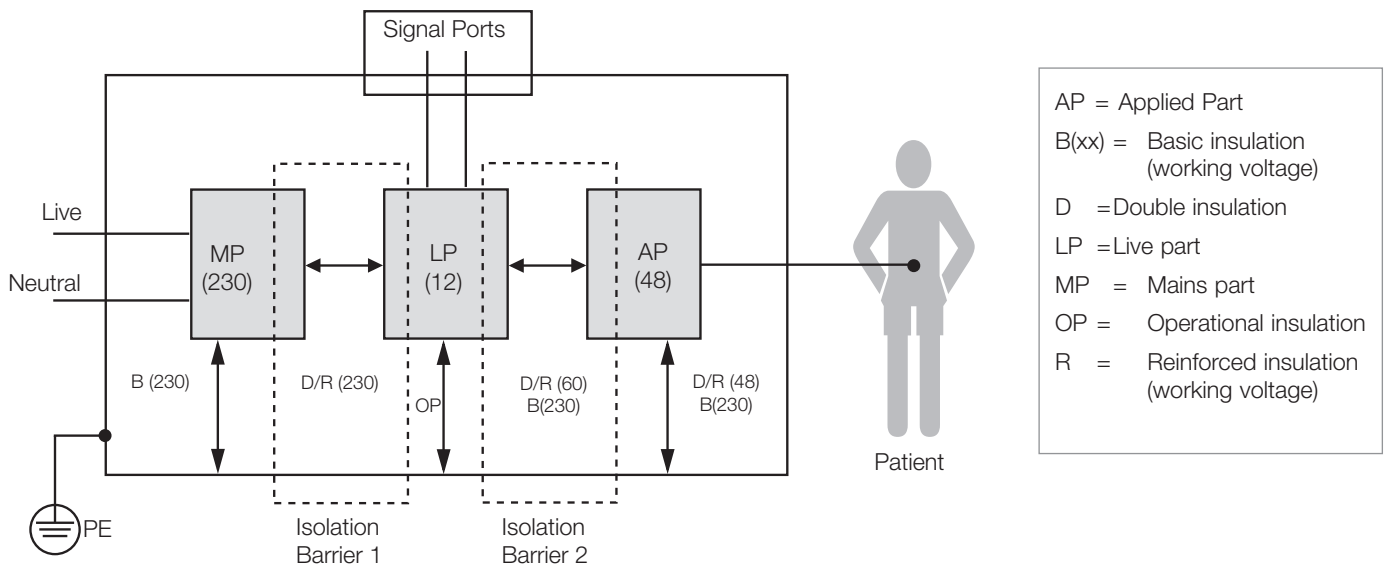 Signal Ports
Live
Neutral
MP
(230)
LP
(12)
AP
(48)
B (230)
D/R (230)
OP
D/R (60)
B(230)
D/R (48)
B(230)
PE
Isolation
Barrier 1
Isolation
Barrier 2
Patient
AP = Applied Part
B(xx) = Basic insulation
(working voltage)
D =Double insulation
LP =Live part
MP = Mains part
OP = Operational insulation
R = Reinforced insulation
(working voltage)